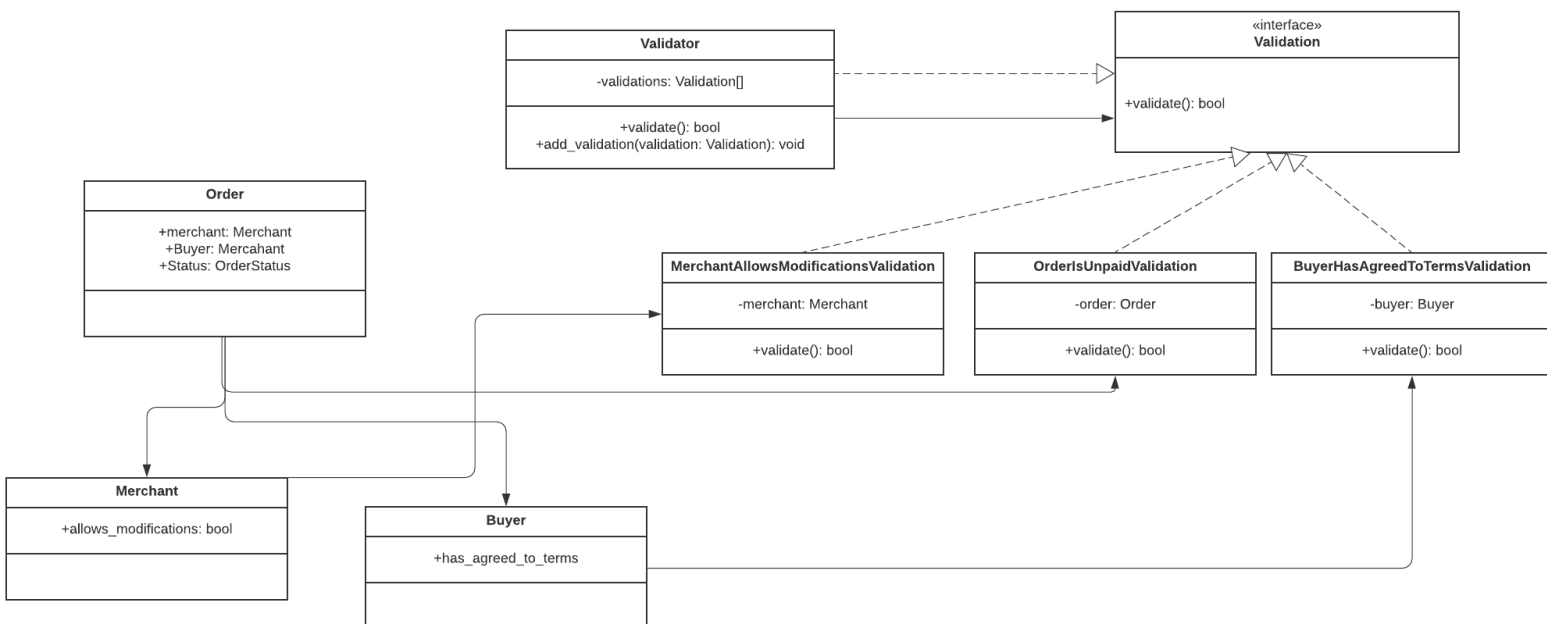 «interface»
Validation
+validate(): bool
Validator
-validations: Validation[]
+validate(): bool
+add_validation(validation: Validation): void
Order
+merchant: Merchant
+Buyer: Mercahant
+Status: OrderStatus
MerchantAllowsModificationsValidation
-merchant: Merchant
+validate(): bool
OrderIsUnpaidValidation
-order: Order
+validate(): bool
BuyerHasAgreedToTermsValidation
-buyer: Buyer
+validate(): bool
Merchant
+allows_modifications: bool
Buyer
+has_agreed_to_terms